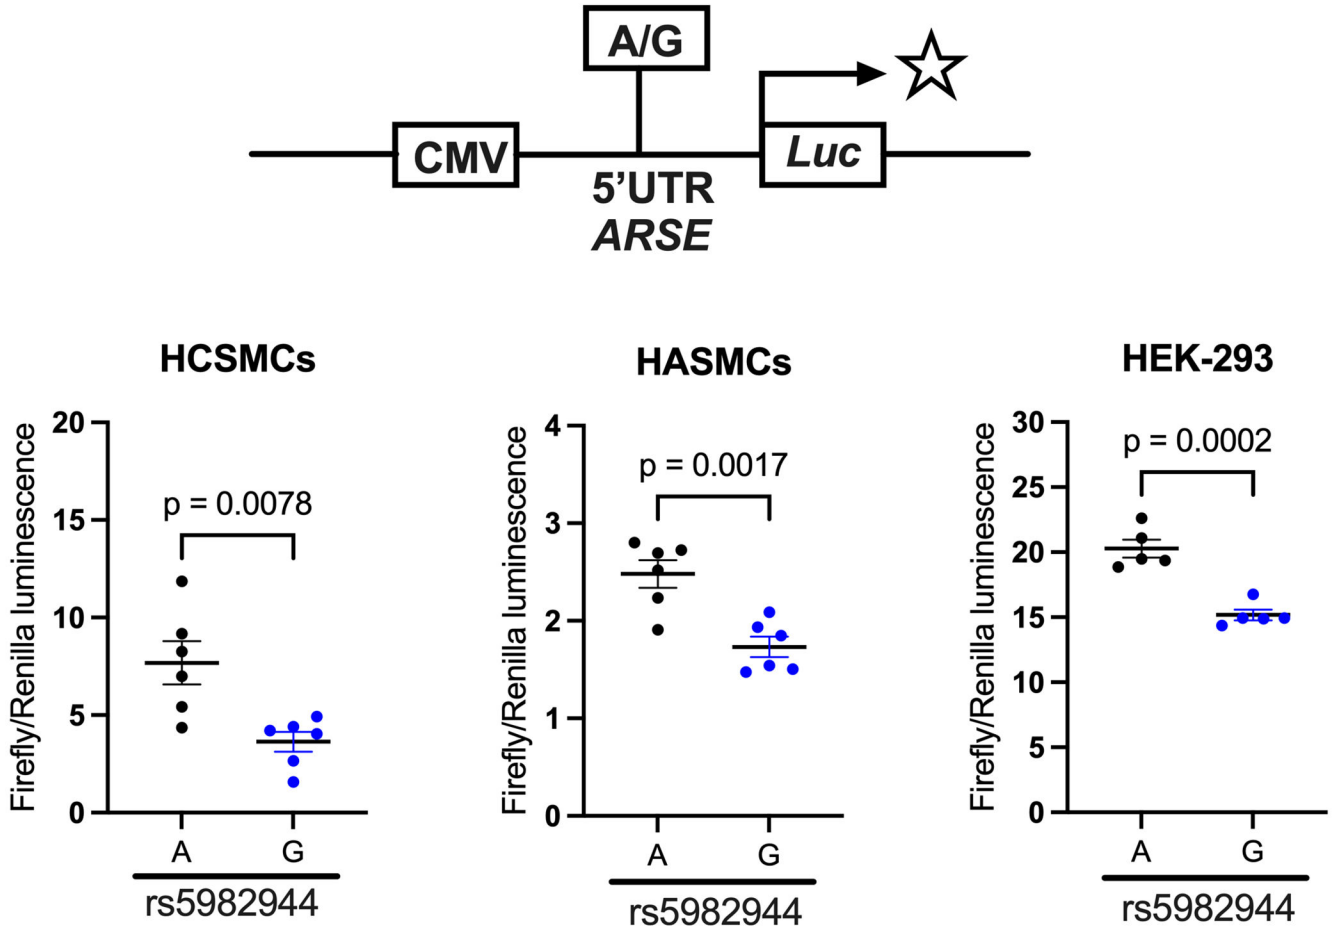 A/G
CMV
Luc
5'UTR
ARSE
HCSMCs
Firefly/Renilla luminescence
20
15
10
5
0
p = 0.0078
A
G
rs5982944
HASMCs
Firefly/Renilla luminescence
4
3
2
1
0
p = 0.0017
A
G
rs5982944
HEK-293
Firefly/Renilla luminescence
30
25
20
15
10
5
0
p = 0.0002
A
G
rs5982944